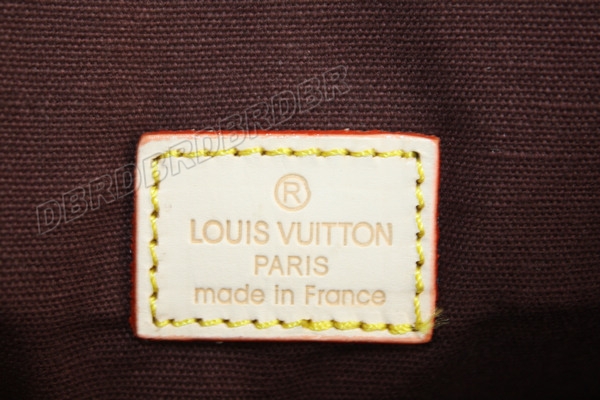 DBRDBRDBRDBR
®
LOUIS VUITTON
PARIS
made in France